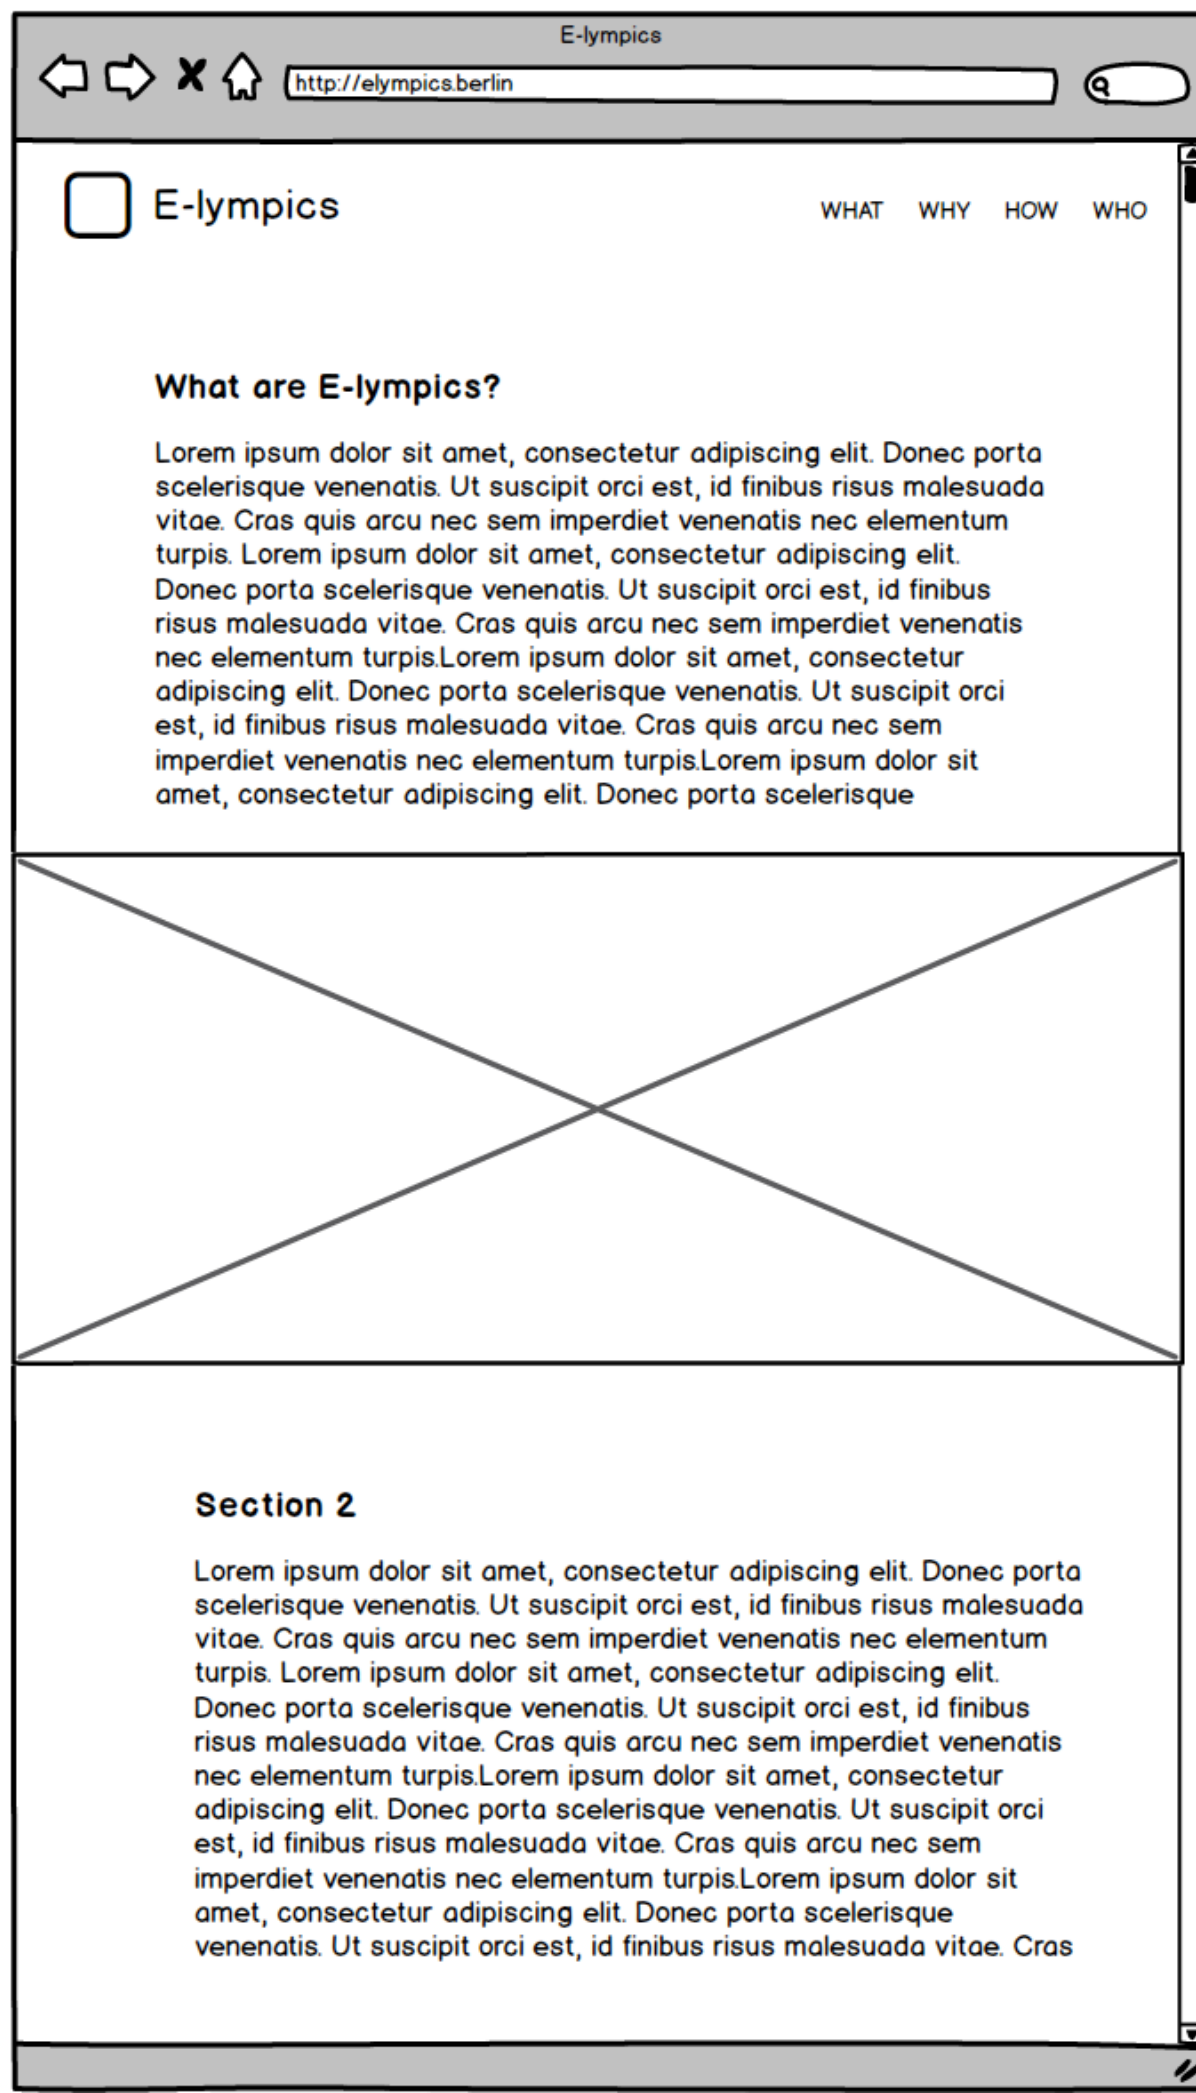 E-lympics
http://elympics.berlin
E-lympics
WHAT WHY HOW WHO
What are E-lympics?
Lorem ipsum dolor sit amet, consectetur adipiscing elit. Donec porta
scelerisque venenatis. Ut suscipit orci est, id finibus risus malesuada
vitae. Cras quis arcu nec sem imperdiet venenatis nec elementum
turpis. Lorem ipsum dolor sit amet, consectetur adipiscing elit.
Donec porta scelerisque venenatis. Ut suscipit orci est, id finibus
risus malesuada vitae. Cras quis arcu nec sem imperdiet venenatis
nec elementum turpis.Lorem ipsum dolor sit amet, consectetur
adipiscing elit. Donec porta scelerisque venenatis. Ut suscipit orci
est, id finibus risus malesuada vitae. Cras quis arcu nec sem
imperdiet venenatis nec elementum turpis.Lorem ipsum dolor sit
amet, consectetur adipiscing elit. Donec porta scelerisque
Section 2
Lorem ipsum dolor sit amet, consectetur adipiscing elit. Donec porta
scelerisque venenatis. Ut suscipit orci est, id finibus risus malesuada
vitae. Cras quis arcu nec sem imperdiet venenatis nec elementum
turpis. Lorem ipsum dolor sit amet, consectetur adipiscing elit.
Donec porta scelerisque venenatis. Ut suscipit orci est, id finibus
risus malesuada vitae. Cras quis arcu nec sem imperdiet venenatis
nec elementum turpis.Lorem ipsum dolor sit amet, consectetur
adipiscing elit. Donec porta scelerisque venenatis. Ut suscipit orci
est, id finibus risus malesuada vitae. Cras quis arcu nec sem
imperdiet venenatis nec elementum turpis.Lorem ipsum dolor sit
amet, consectetur adipiscing elit. Donec porta scelerisque
venenatis. Ut suscipit orci est, id finibus risus malesuada vitae. Cras